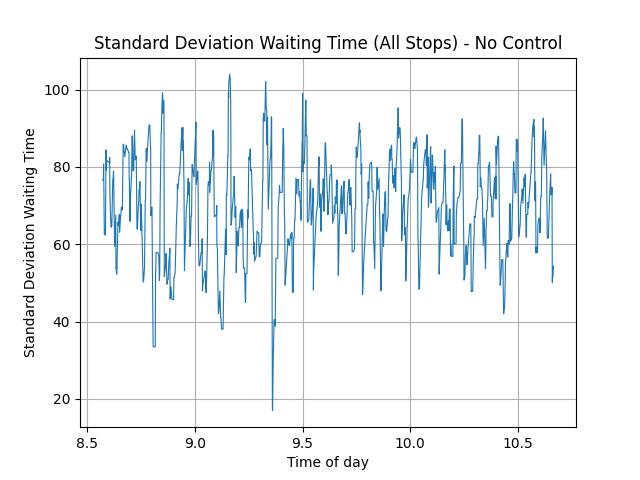 Standard Deviation Waiting Time (All Stops) - No Control
Standard Deviation Waiting Time
100
80
60
40
20
8.5 9.0 9.5 10.0 10.5
Time of day